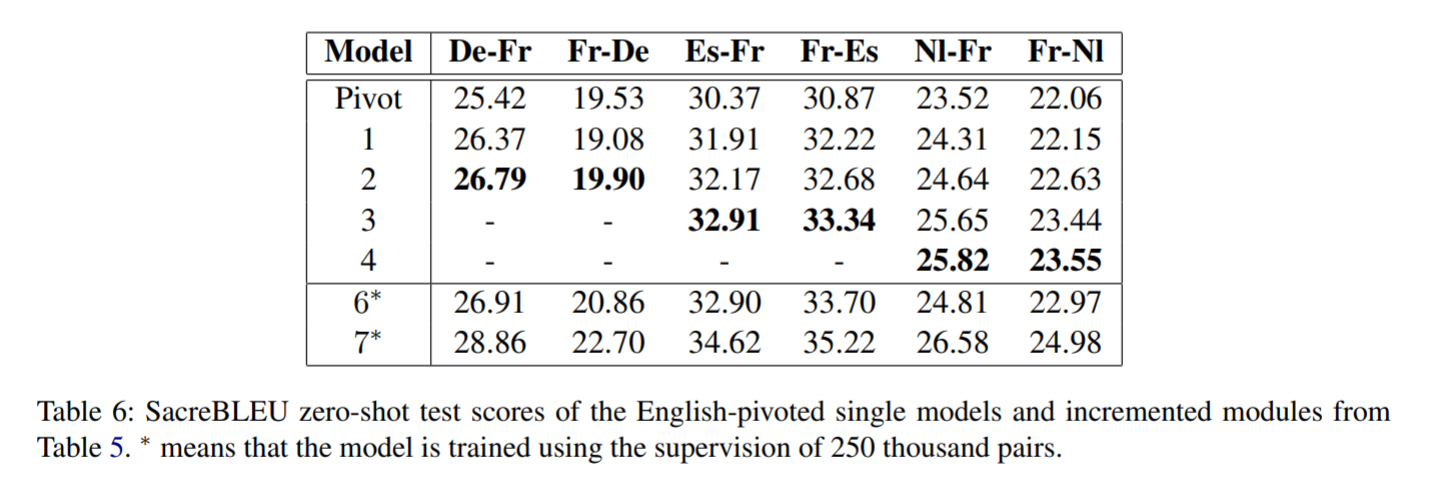 Model De-Fr Fr-De Es-Fr Fr-Es Nl-Fr Fr-Nl
Pivot 25.42 19.53 30.37 30.87 23.52 22.06
1 26.37 19.08 31.91 32.22 24.31 22.15
2 26.79 19.90 32.17 32.68 24.64 22.63
3 - - 32.91 33.34 25.65 23.44
4 - - - - 25.82 23.55
6* 26.91 20.86 32.90 33.70 24.81 22.97
7* 28.86 22.70 34.62 35.22 26.58 24.98
Table 6: SacreBLEU zero-shot test scores of the English-pivoted single models and incremented modules from
Table 5. * means that the model is trained using the supervision of 250 thousand pairs.